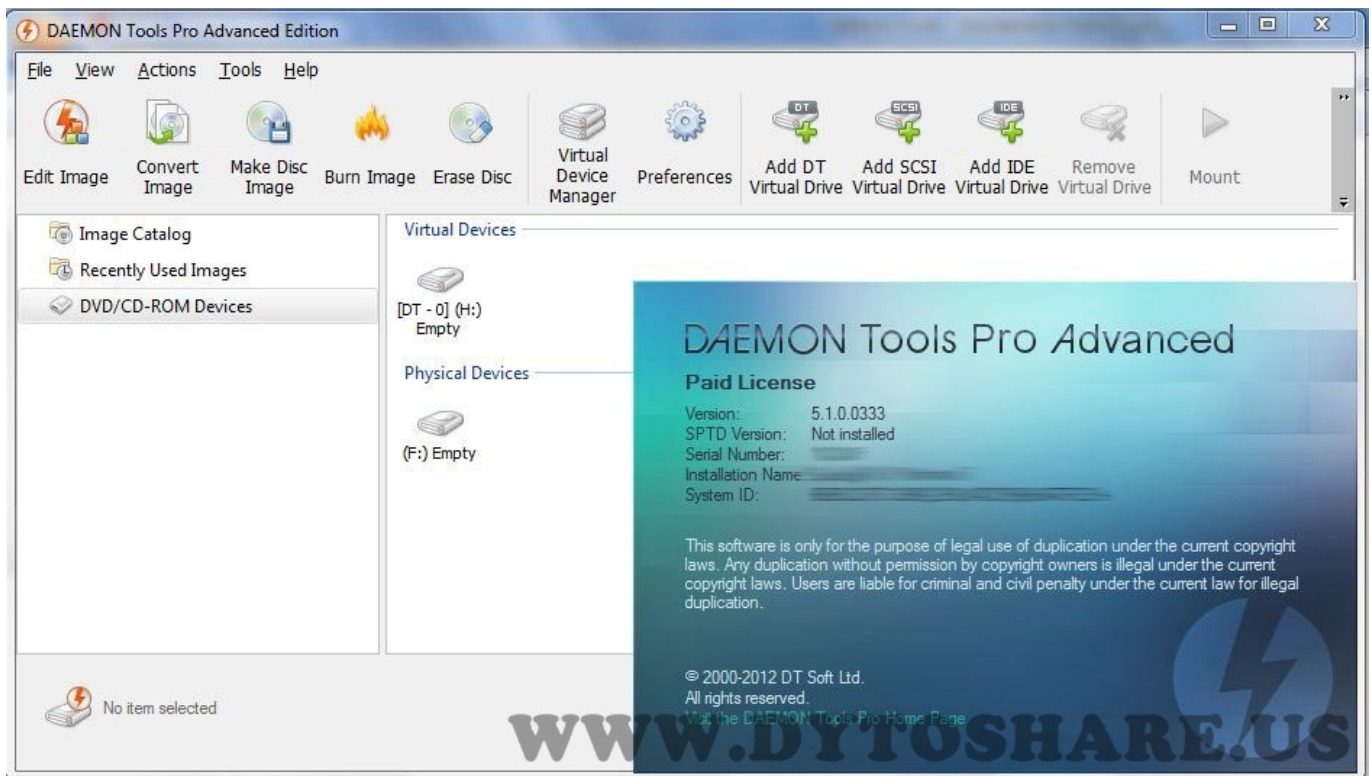 DAEMON Tools Pro Advanced Edition
File View Actions Tools Help
Edit Image
Convert
Image
Make Disc
Image
Burn Image
Erase Disc
Virtual
Device
Manager
Preferences
DT
Add DT
Virtual Drive
SCSI
Add SCSI
Virtual Drive
IDE
Add IDE
Virtual Drive
Remove
Virtual Drive
Mount
Image Catalog
Recently Used Images
DVD/CD-ROM Devices
Virtual Devices
[DT - 0] (H:)
Empty
Physical Devices
(F:) Empty
DAEMON Tools Pro Advanced
Paid License
Version: 5.1.0.0333
SPTD Version: Not installed
Serial Number:
Installation Name
System ID:
This software is only for the purpose of legal use of duplication under the current copyright
laws. Any duplication without permission by copyright owners is illegal under the current
copyright laws. Users are liable for criminal and civil penalty under the current law for illegal
duplication.
© 2000-2012 DT Soft Ltd.
All rights reserved.
Visit the DAEMON Tools Pro Home Page
No item selected
WWW.DYTOSHARE.US